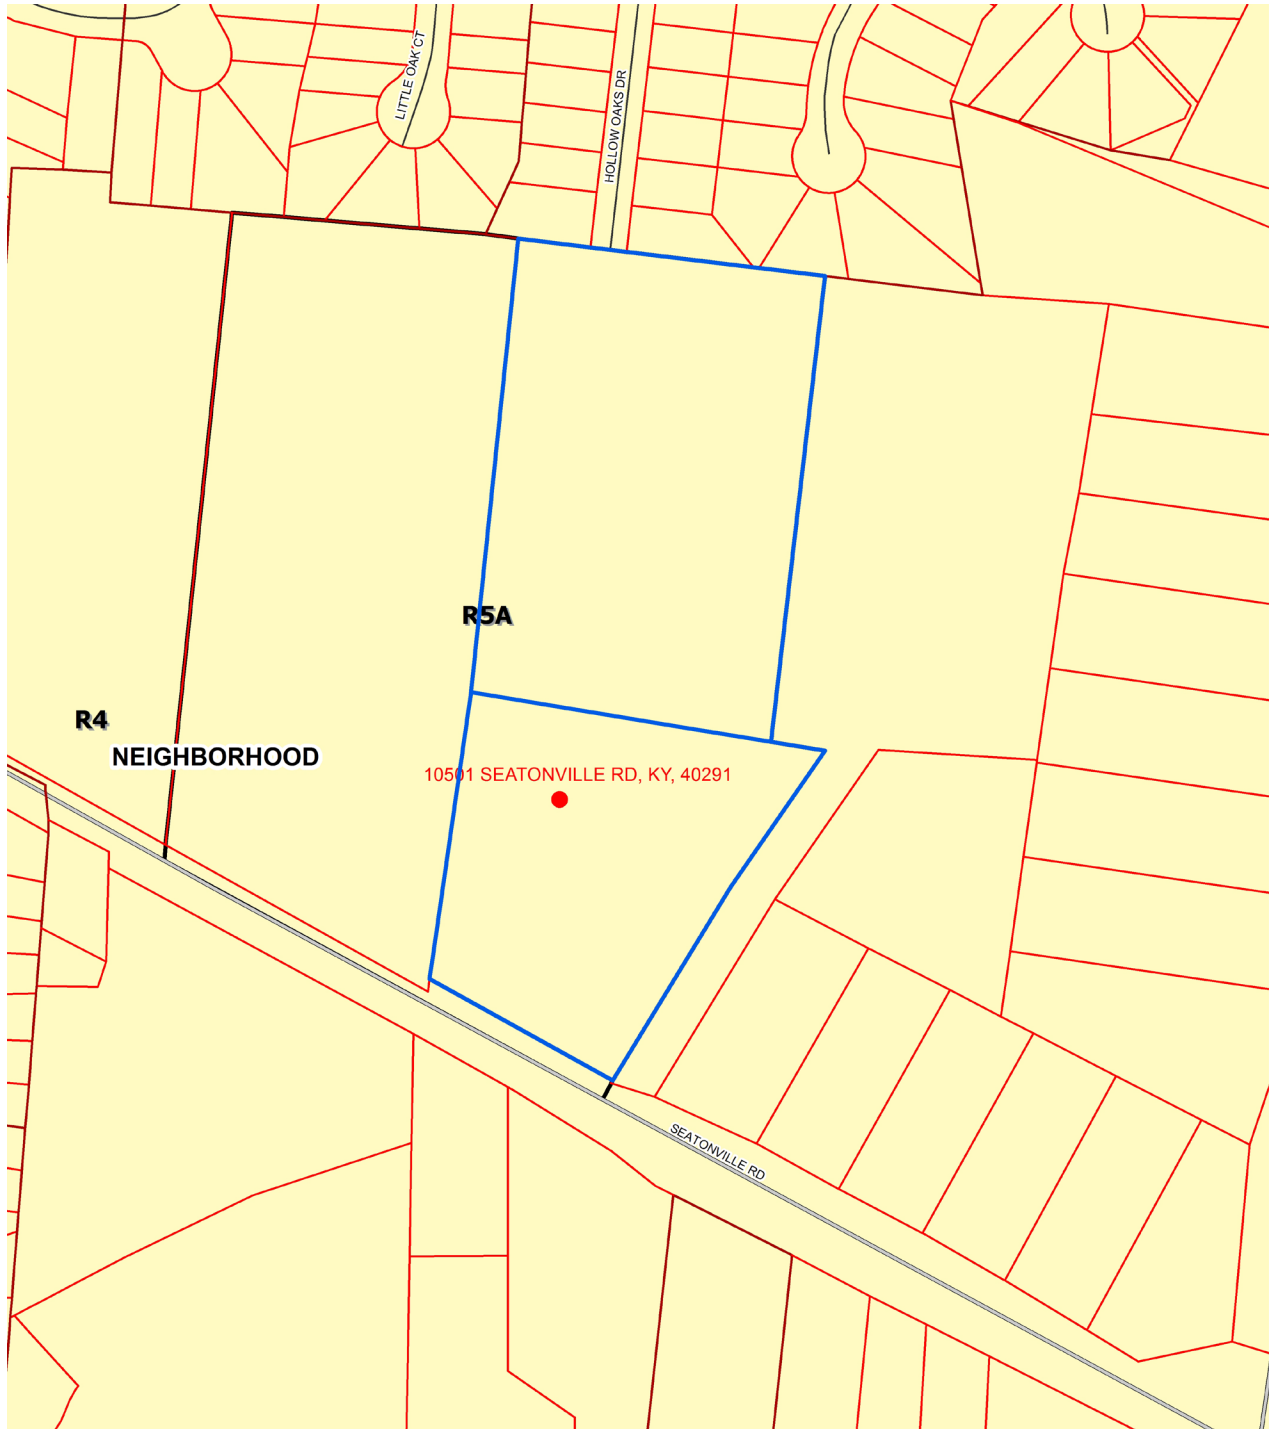 LITTLE OAK CT
HOLLOW OAKS DR
R5A
R4
NEIGHBORHOOD
10501 SEATONVILLE RD, KY, 40291
SEATONVILLE RD